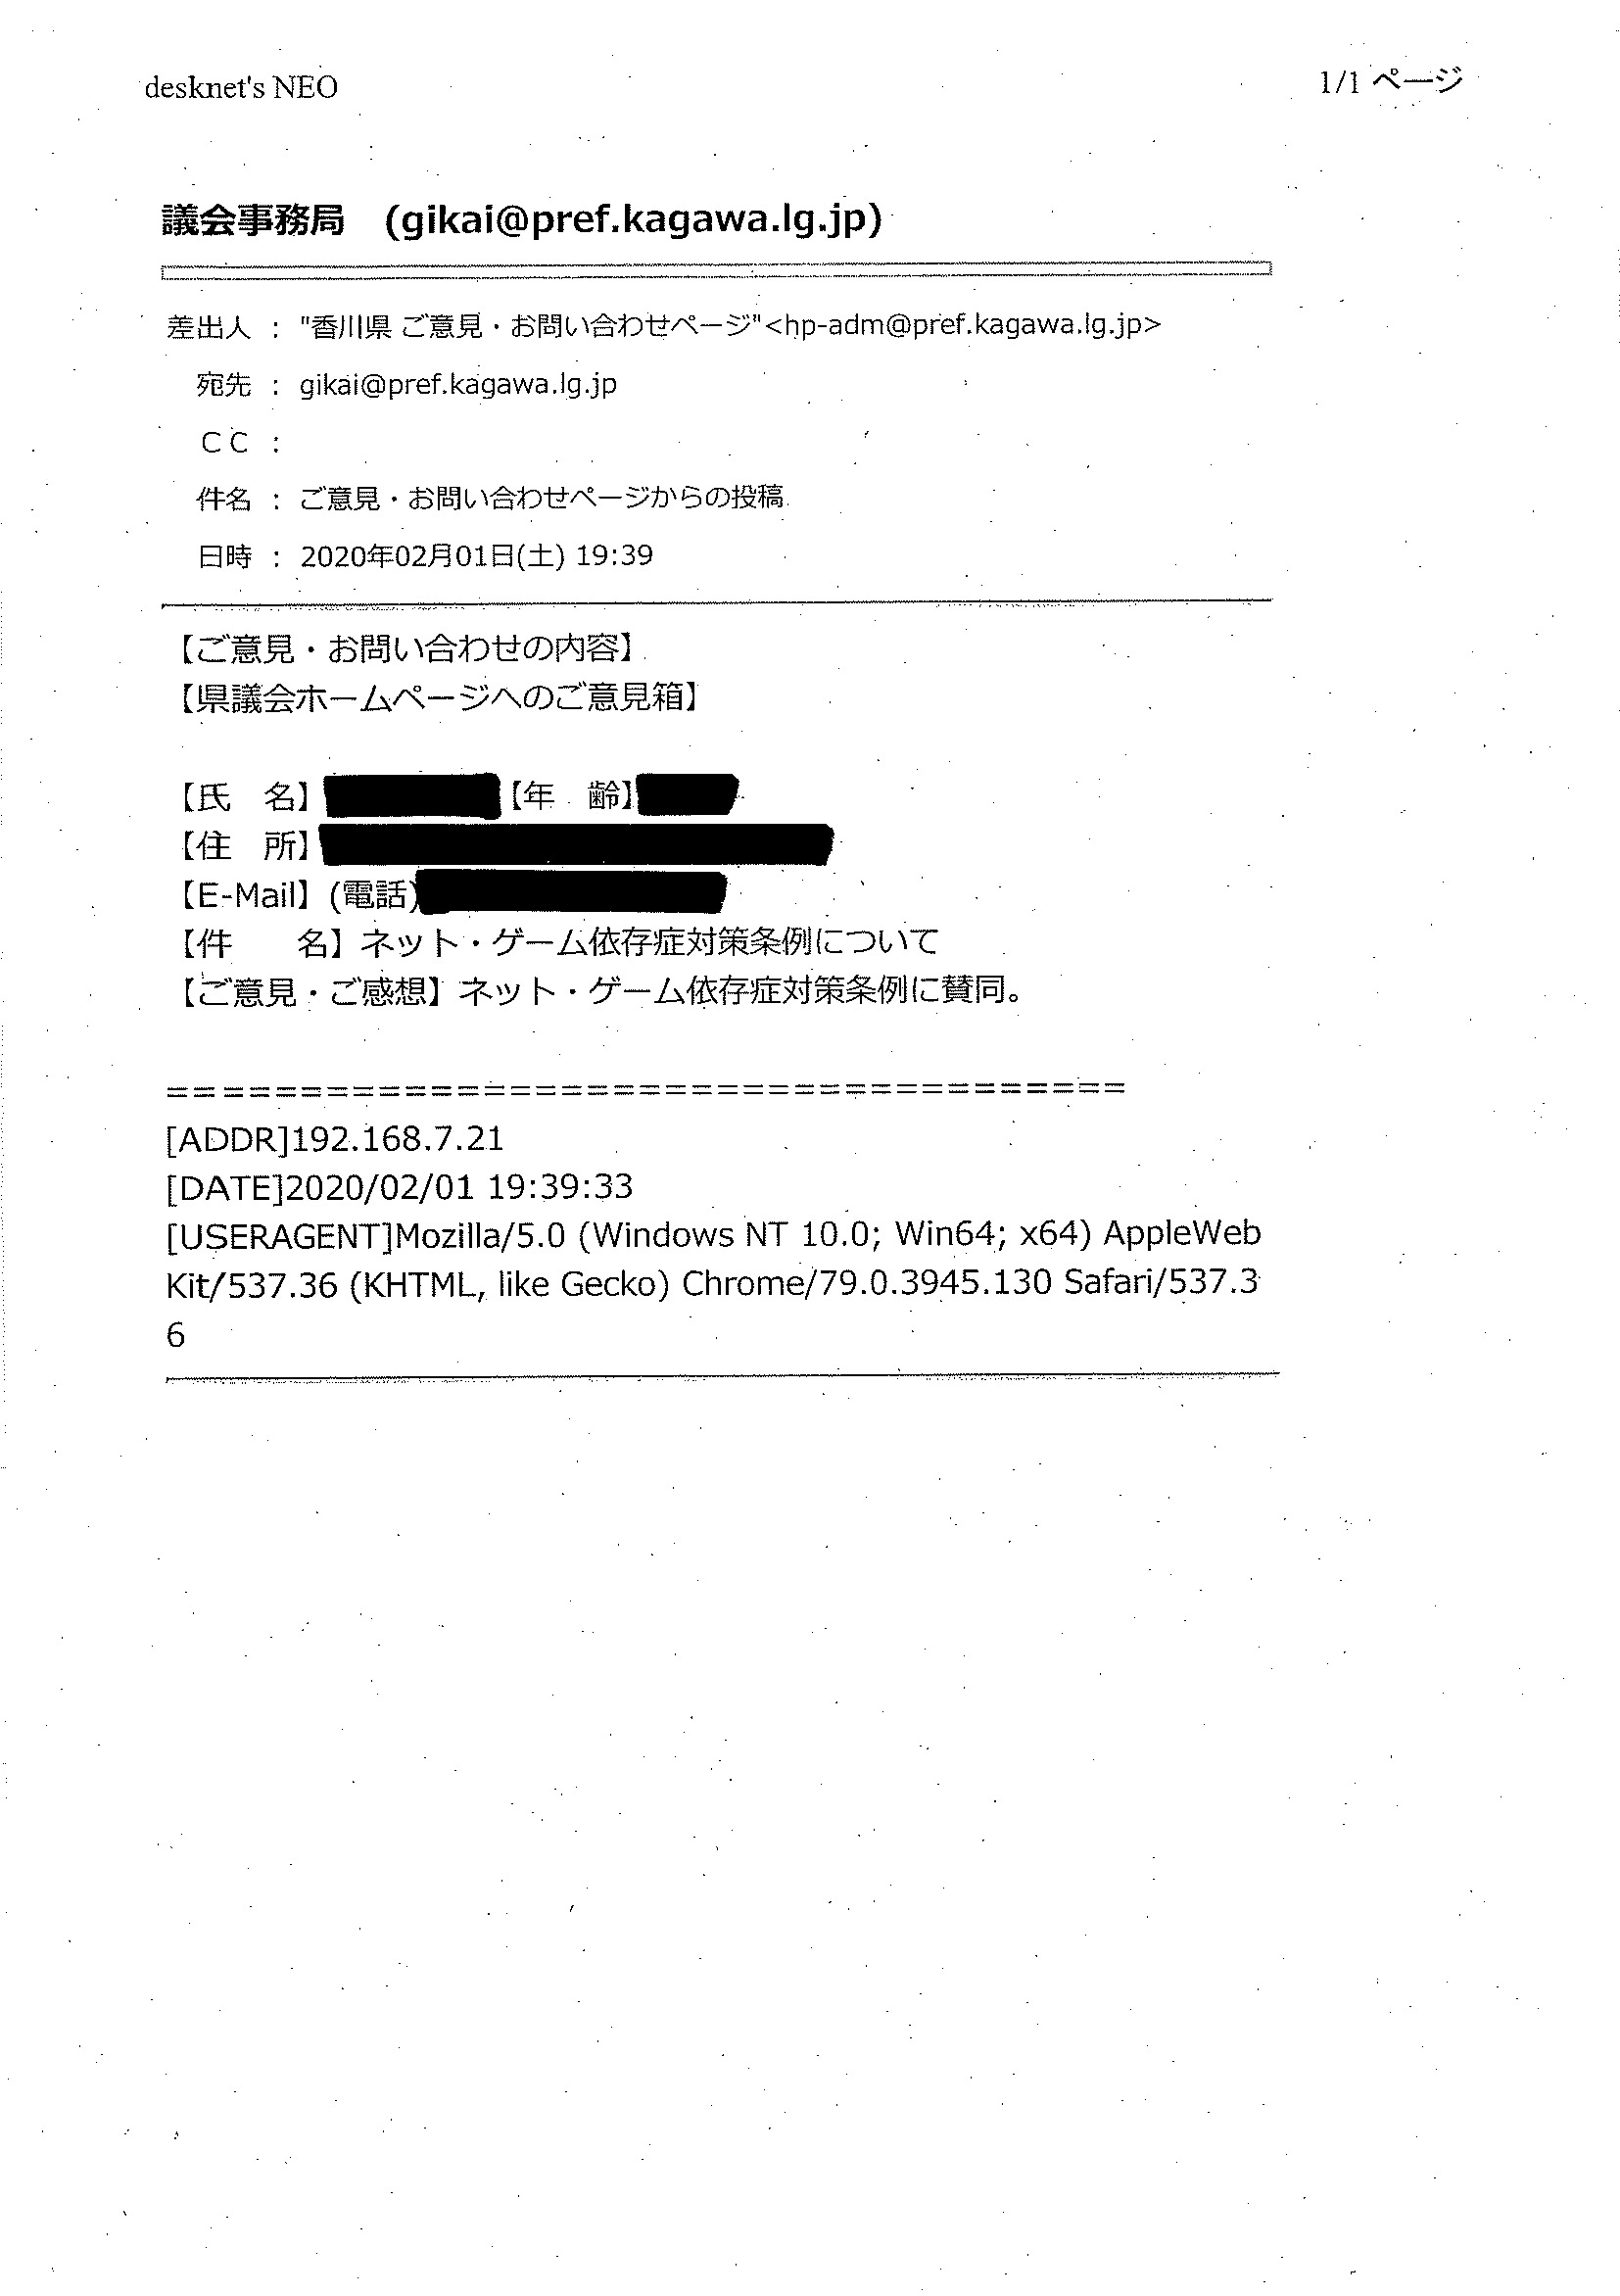 desknet's NEO
1/1 ページ
議会事務局　(gikai@pref.kagawa.lg.jp)
差出人 : "香川県 ご意見・お問い合わせページ"<hp-adm@pref.kagawa.lg.jp>
宛先 : gikai@pref.kagawa.lg.jp
ＣＣ :
件名 : ご意見・お問い合わせページからの投稿
日時 : 2020年02月01日(土) 19:39
【ご意見・お問い合わせの内容】
【県議会ホームページへのご意見箱】
【氏　名】【年　齢】
【住　所】
【E-Mail】(電話)
【件　　名】ネット・ゲーム依存症対策条例について
【ご意見・ご感想】ネット・ゲーム依存症対策条例に賛同。
=====================================
[ADDR]192.168.7.21
[DATE]2020/02/01 19:39:33
[USERAGENT]Mozilla/5.0 (Windows NT 10.0; Win64; x64) AppleWeb
Kit/537.36 (KHTML, like Gecko) Chrome/79.0.3945.130 Safari/537.3
6